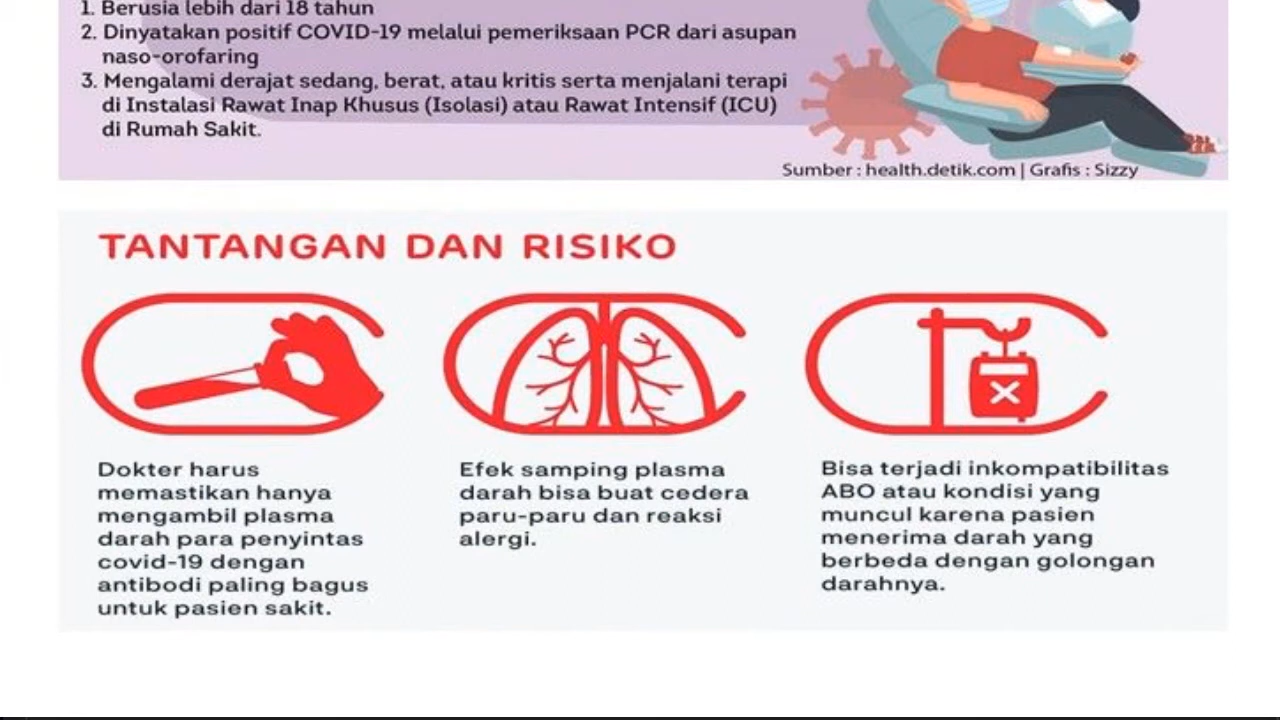 1. Berusia lebih dari 18 tahun
2. Dinyatakan positif COVID-19 melalui pemeriksaan PCR dari asupan
naso-orofaring
3. Mengalami derajat sedang, berat, atau kritis serta menjalani terapi
di Instalasi Rawat Inap Khusus (Isolasi) atau Rawat Intensif (ICU)
di Rumah Sakit.
Sumber : health.detik.com | Grafis : Sizzy
TANTANGAN DAN RISIKO
Dokter harus
memastikan hanya
mengambil plasma
darah para penyintas
covid-19 dengan
antibodi paling bagus
untuk pasien sakit.
Efek samping plasma
darah bisa buat cedera
paru-paru dan reaksi
alergi.
Bisa terjadi inkompatibilitas
ABO atau kondisi yang
muncul karena pasien
menerima darah yang
berbeda dengan golongan
darahnya.